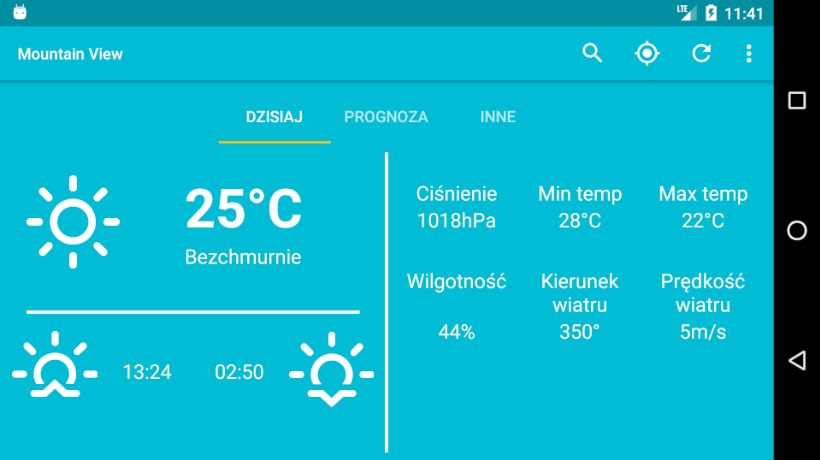 LTE 11:41
Mountain View
DZISIAJ PROGNOZA INNE
25°C
Bezchmurnie
13:24 02:50
Ciśnienie Min temp Max temp
1018hPa 28°C 22°C
Wilgotność Kierunek Prędkość
wiatru wiatru
44% 350° 5m/s